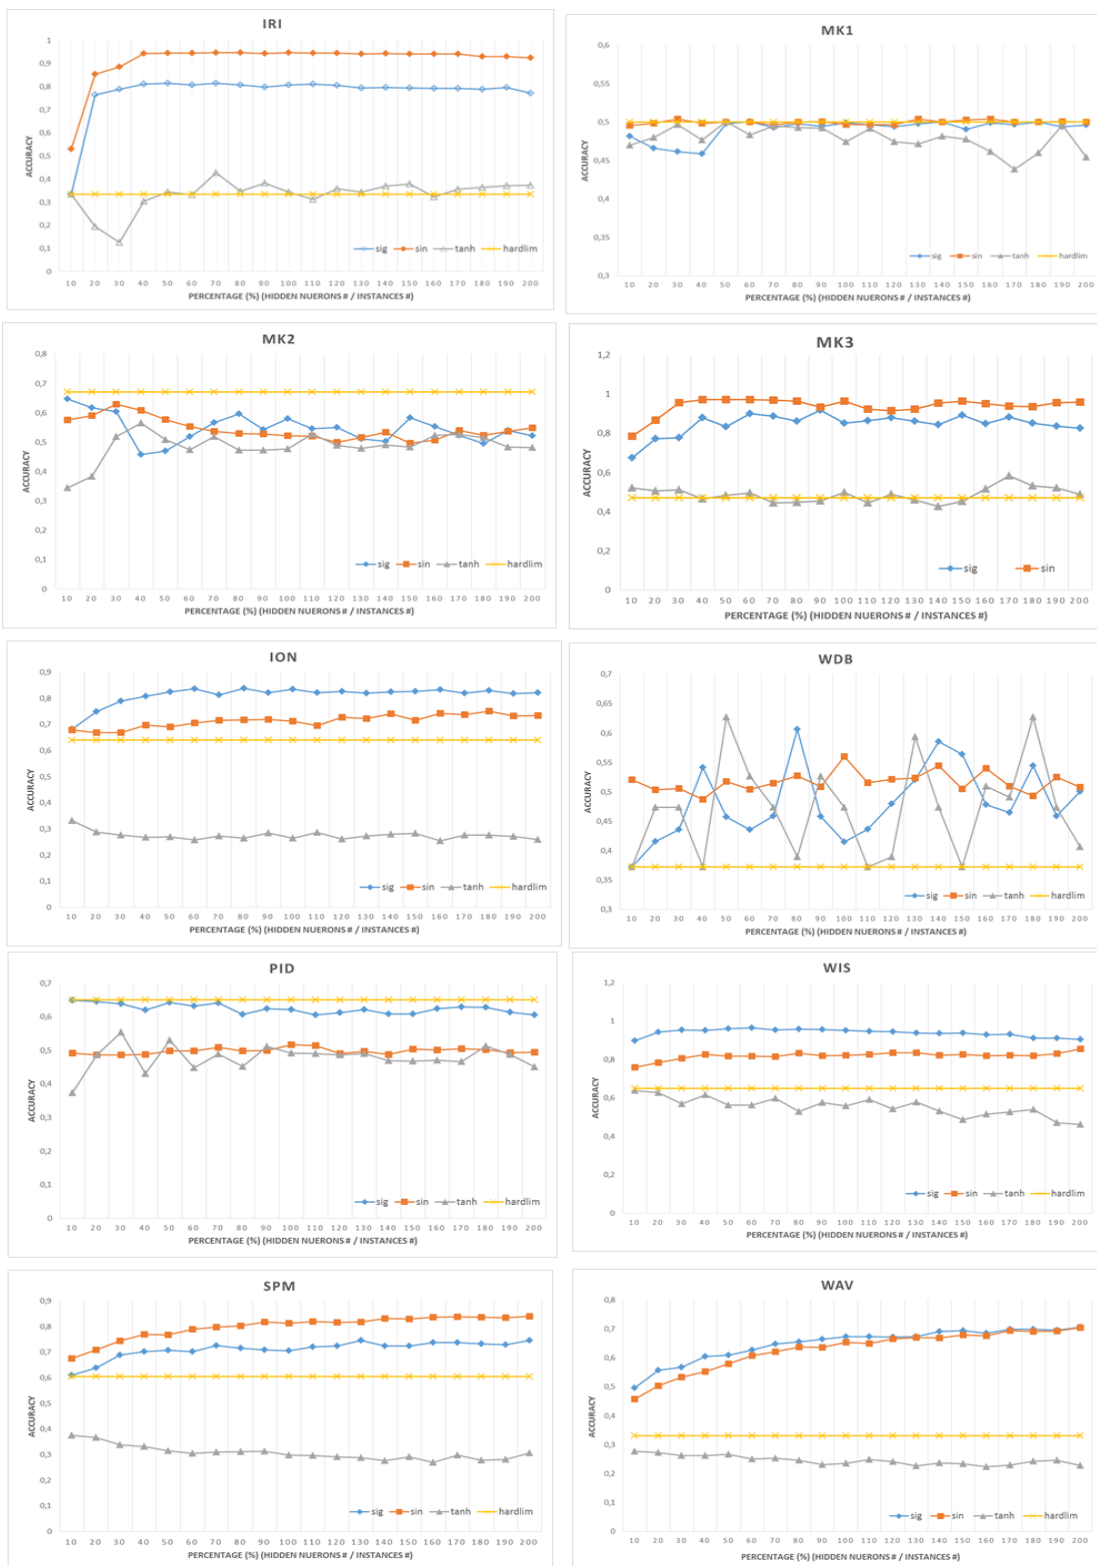 IRI
1
0,9
0,8
0,7
0,6
0,5
0,4
0,3
0,2
0,1
0
ACCURACY
sig sin tanh hardlim
10 20 30 40 50 60 70 80 90 100 110 120 130 140 150 160 170 180 190 200
PERCENTAGE (%) (HIDDEN NUERONS # / INSTANCES #)
MK1
0,6
0,55
0,5
0,45
0,4
0,35
0,3
ACCURACY
sig sin tanh hardlim
10 20 30 40 50 60 70 80 90 100 110 120 130 140 150 160 170 180 190 200
PERCENTAGE (%) (HIDDEN NUERONS # / INSTANCES #)
MK2
0,8
0,7
0,6
0,5
0,4
0,3
0,2
0,1
0
ACCURACY
sig sin tanh hardlim
10 20 30 40 50 60 70 80 90 100 110 120 130 140 150 160 170 180 190 200
PERCENTAGE (%) (HIDDEN NUERONS # / INSTANCES #)
MK3
1,2
1
0,8
0,6
0,4
0,2
0
ACCURACY
sig sin
10 20 30 40 50 60 70 80 90 100 110 120 130 140 150 160 170 180 190 200
PERCENTAGE (%) (HIDDEN NUERONS # / INSTANCES #)
ION
0,9
0,8
0,7
0,6
0,5
0,4
0,3
0,2
0,1
0
ACCURACY
sig sin tanh hardlim
10 20 30 40 50 60 70 80 90 100 110 120 130 140 150 160 170 180 190 200
PERCENTAGE (%) (HIDDEN NUERONS # / INSTANCES #)
WDB
0,7
0,65
0,6
0,55
0,5
0,45
0,4
0,35
0,3
ACCURACY
sig sin tanh hardlim
10 20 30 40 50 60 70 80 90 100 110 120 130 140 150 160 170 180 190 200
PERCENTAGE (%) (HIDDEN NUERONS # / INSTANCES #)
PID
0,7
0,6
0,5
0,4
0,3
0,2
0,1
0
ACCURACY
sig sin tanh hardlim
10 20 30 40 50 60 70 80 90 100 110 120 130 140 150 160 170 180 190 200
PERCENTAGE (%) (HIDDEN NUERONS # / INSTANCES #)
WIS
1,2
1
0,8
0,6
0,4
0,2
0
ACCURACY
sig sin tanh hardlim
10 20 30 40 50 60 70 80 90 100 110 120 130 140 150 160 170 180 190 200
PERCENTAGE (%) (HIDDEN NUERONS # / INSTANCES #)
SPM
0,9
0,8
0,7
0,6
0,5
0,4
0,3
0,2
0,1
0
ACCURACY
sig sin tanh hardlim
10 20 30 40 50 60 70 80 90 100 110 120 130 140 150 160 170 180 190 200
PERCENTAGE (%) (HIDDEN NUERONS # / INSTANCES #)
WAV
0,8
0,7
0,6
0,5
0,4
0,3
0,2
0,1
0
ACCURACY
sig sin tanh hardlim
10 20 30 40 50 60 70 80 90 100 110 120 130 140 150 160 170 180 190 200
PERCENTAGE (%) (HIDDEN NUERONS # / INSTANCES #)